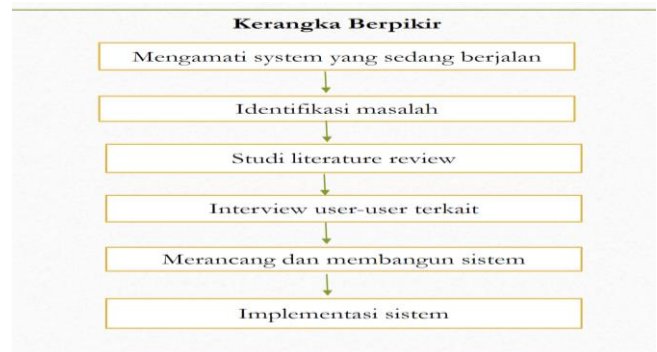 Kerangka Berpikir
Mengamati system yang sedang berjalan
Identifikasi masalah
Studi literature review
Interview user-user terkait
Merancang dan membangun sistem
Implementasi sistem